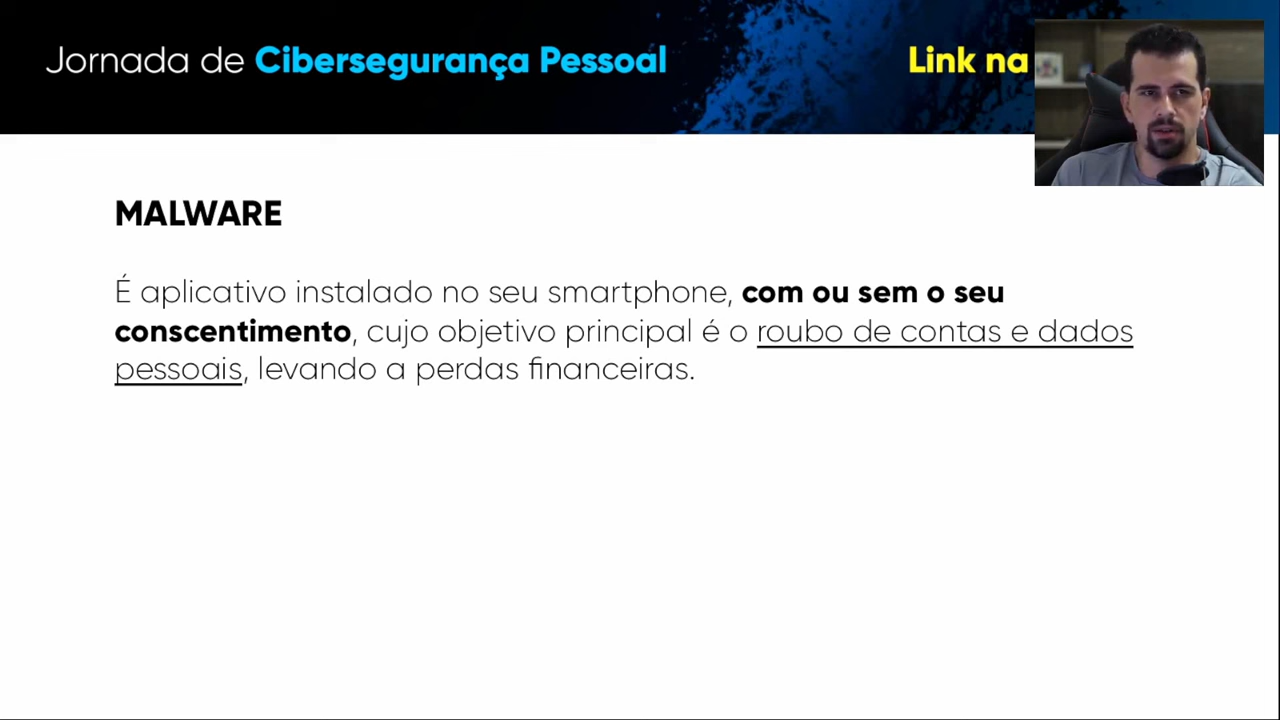 Jornada de Cibersegurança Pessoal
Link na
MALWARE
É aplicativo instalado no seu smartphone, com ou sem o seu
conscentimento, cujo objetivo principal é o roubo de contas e dados
pessoais, levando a perdas financeiras.